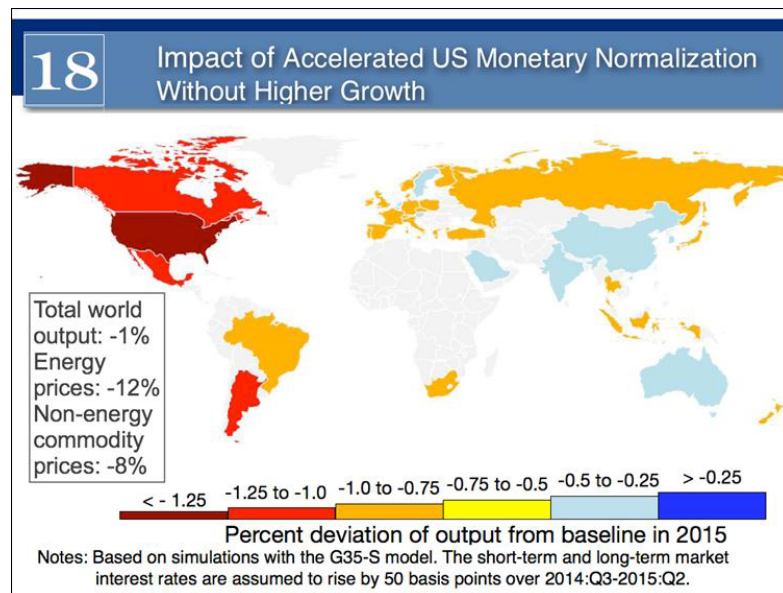 18
Impact of Accelerated US Monetary Normalization
Without Higher Growth
Total world
output: -1%
Energy
prices: -12%
Non-energy
commodity
prices: -8%
< - 1.25
-1.25 to -1.0
-1.0 to -0.75
-0.75 to -0.5
-0.5 to -0.25
> -0.25
Percent deviation of output from baseline in 2015
Notes: Based on simulations with the G35-S model. The short-term and long-term market
interest rates are assumed to rise by 50 basis points over 2014:Q3-2015:Q2.